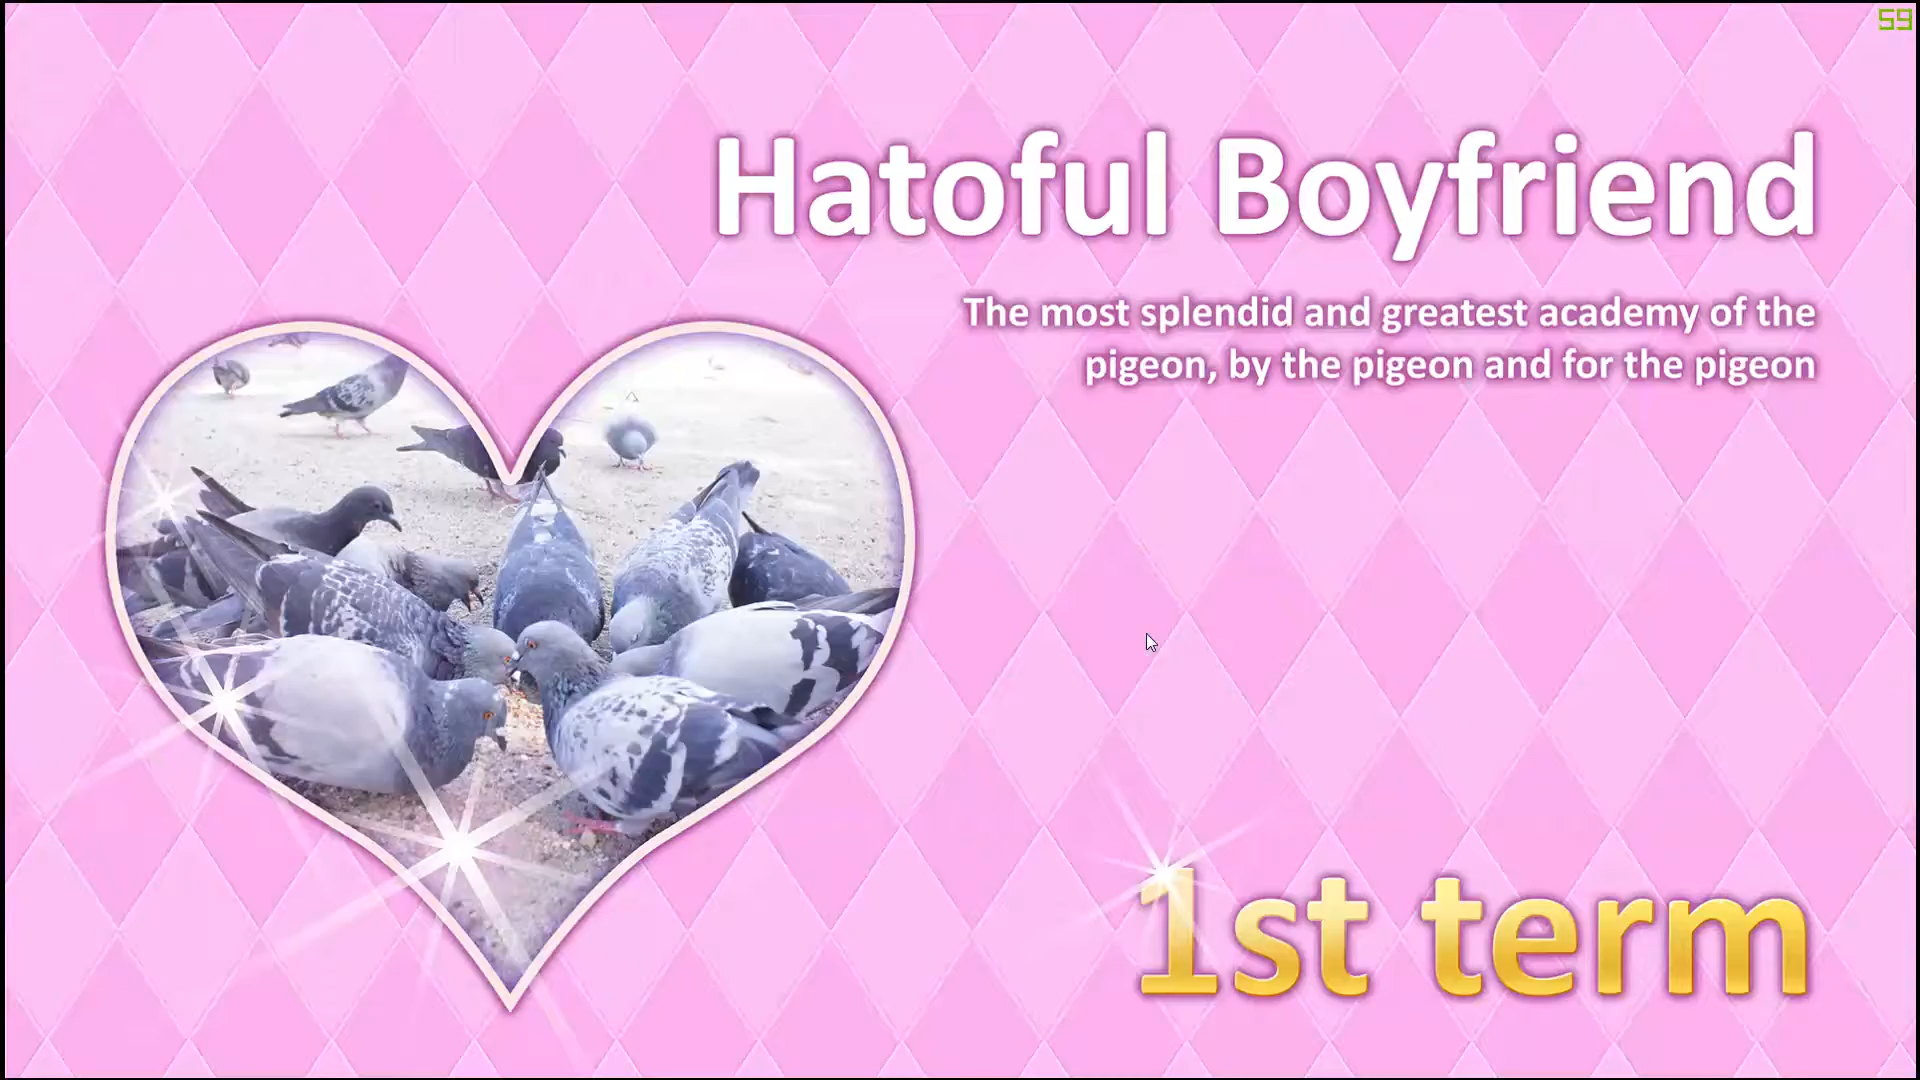 59
Hatoful Boyfriend
The most splendid and greatest academy of the
pigeon, by the pigeon and for the pigeon
1st term